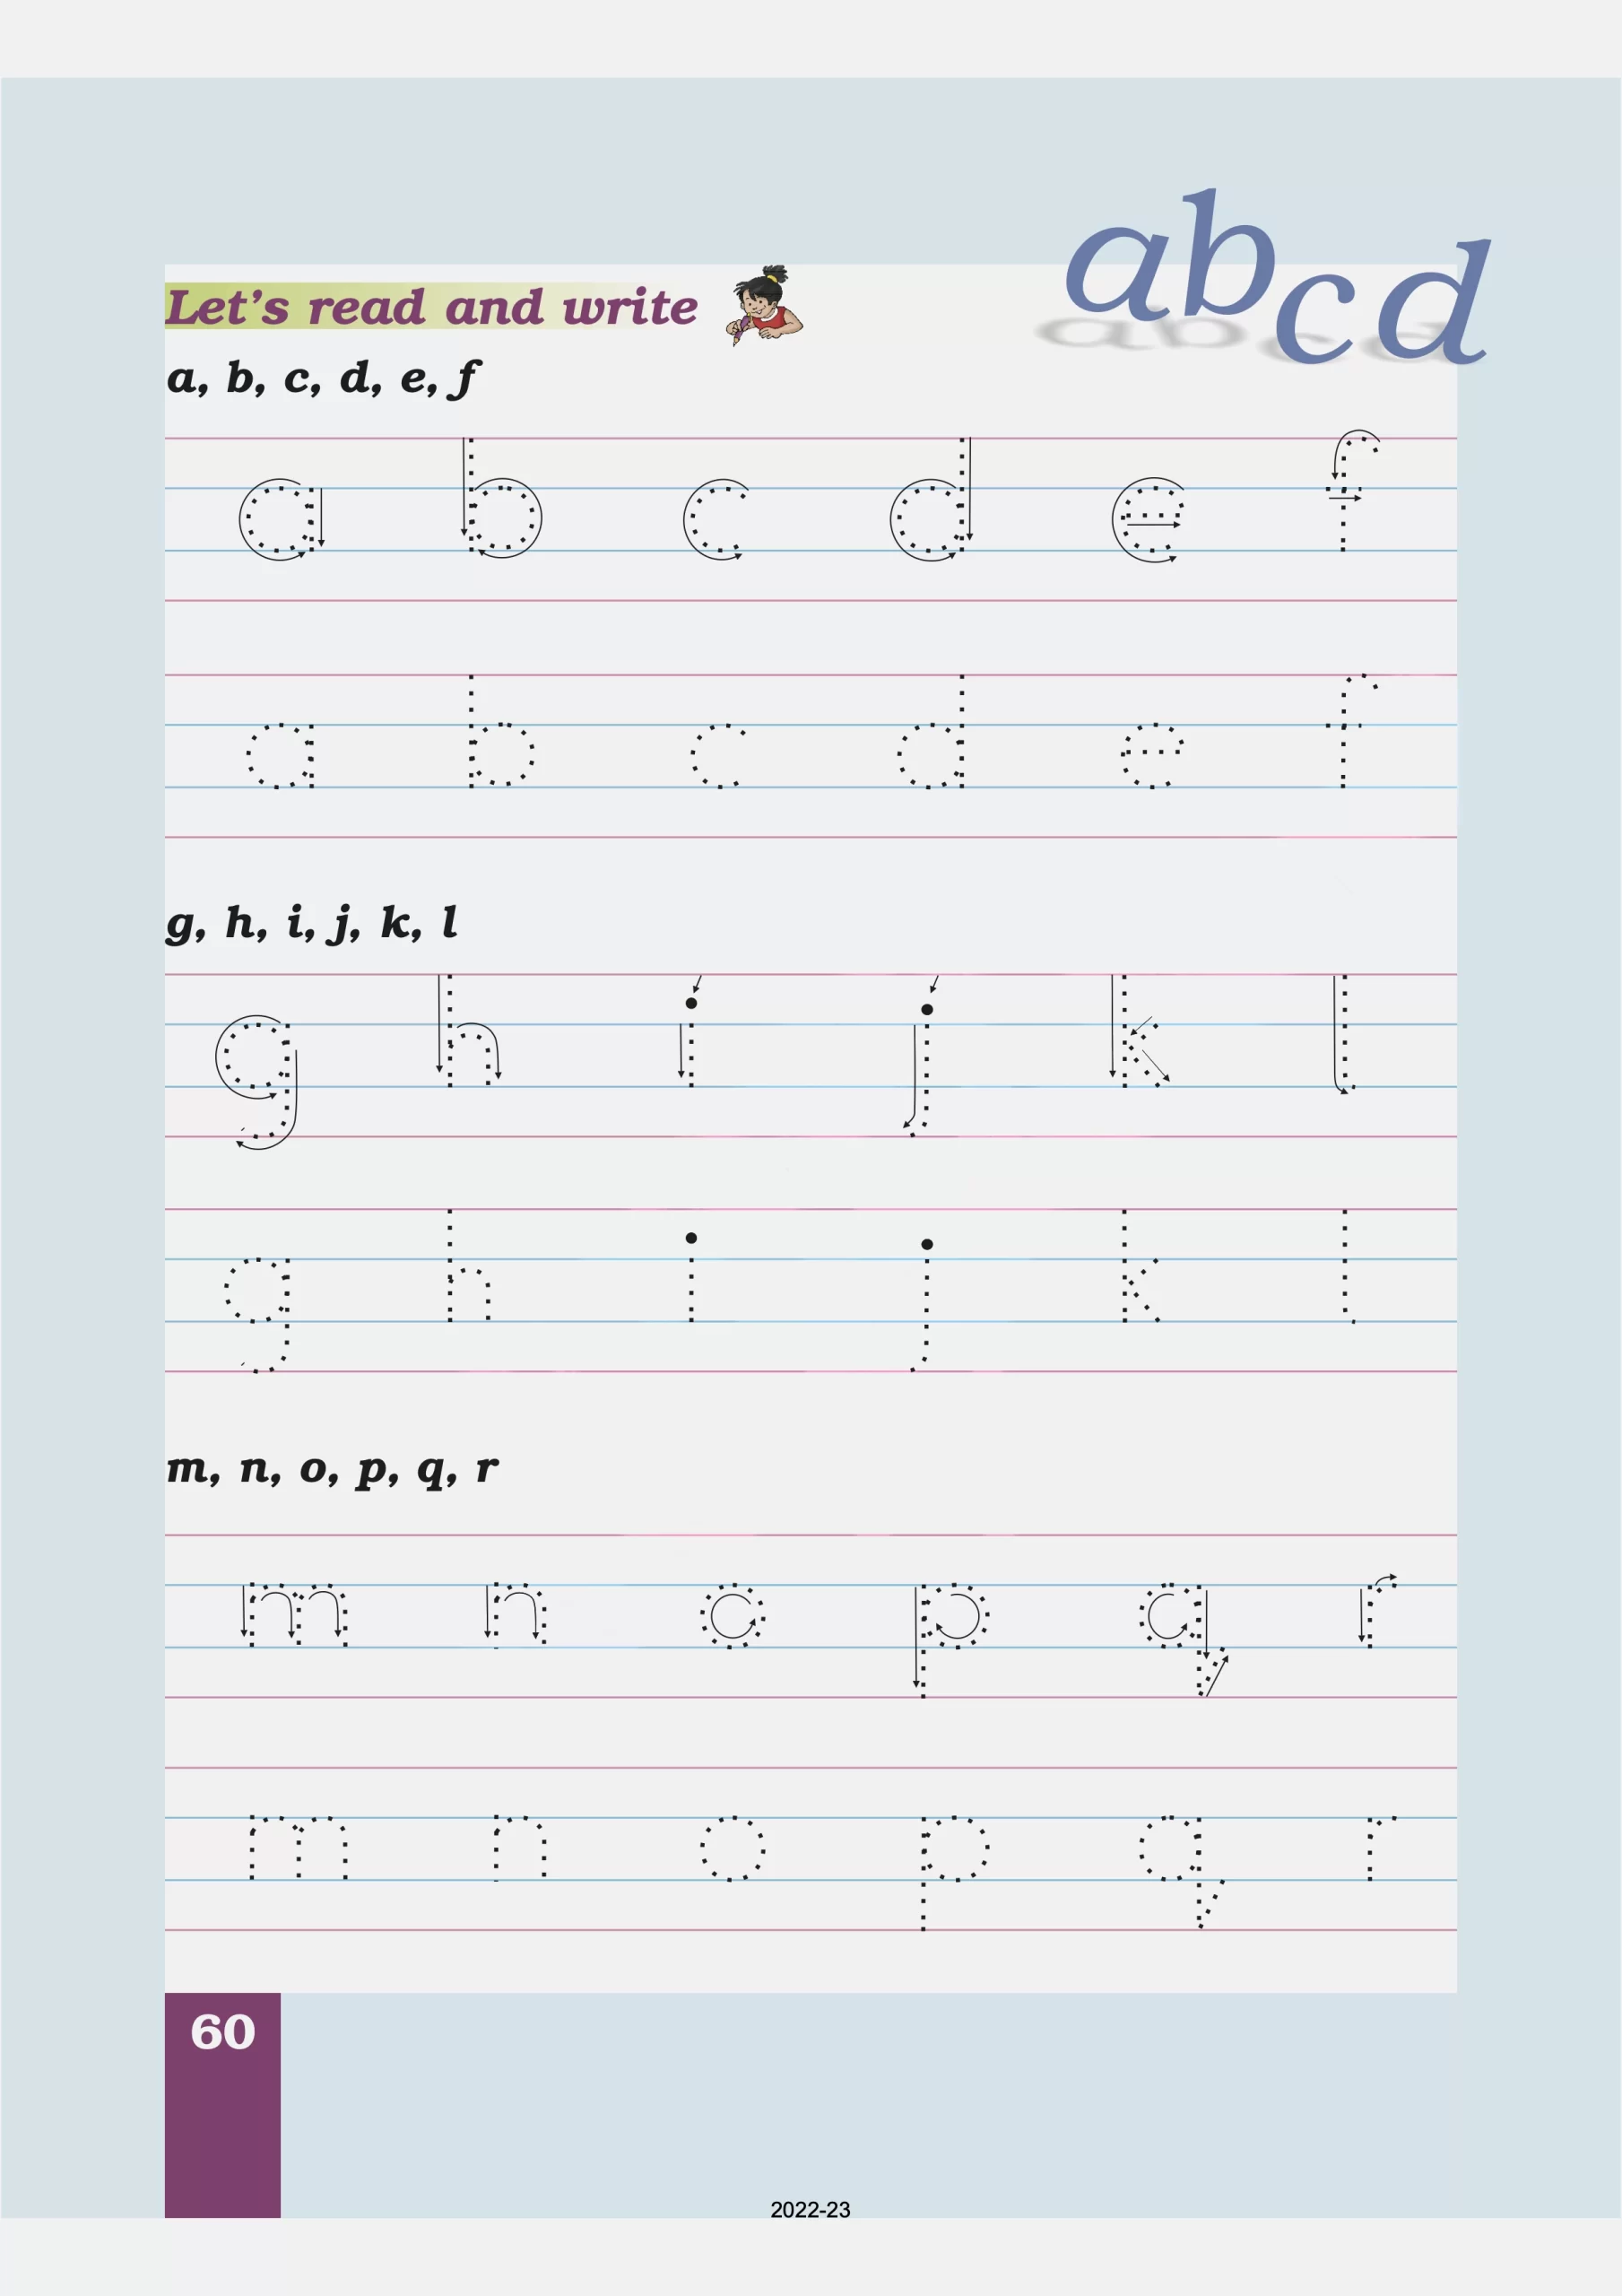 abcd
Let's read and write
a, b, c, d, e, f
a b c d e f
a b c d e f
g, h, i, j, k, l
g h i j k l
g h i j k l
m, n, o, p, q, r
m n o p q r
m n o p q r
60
2022-23